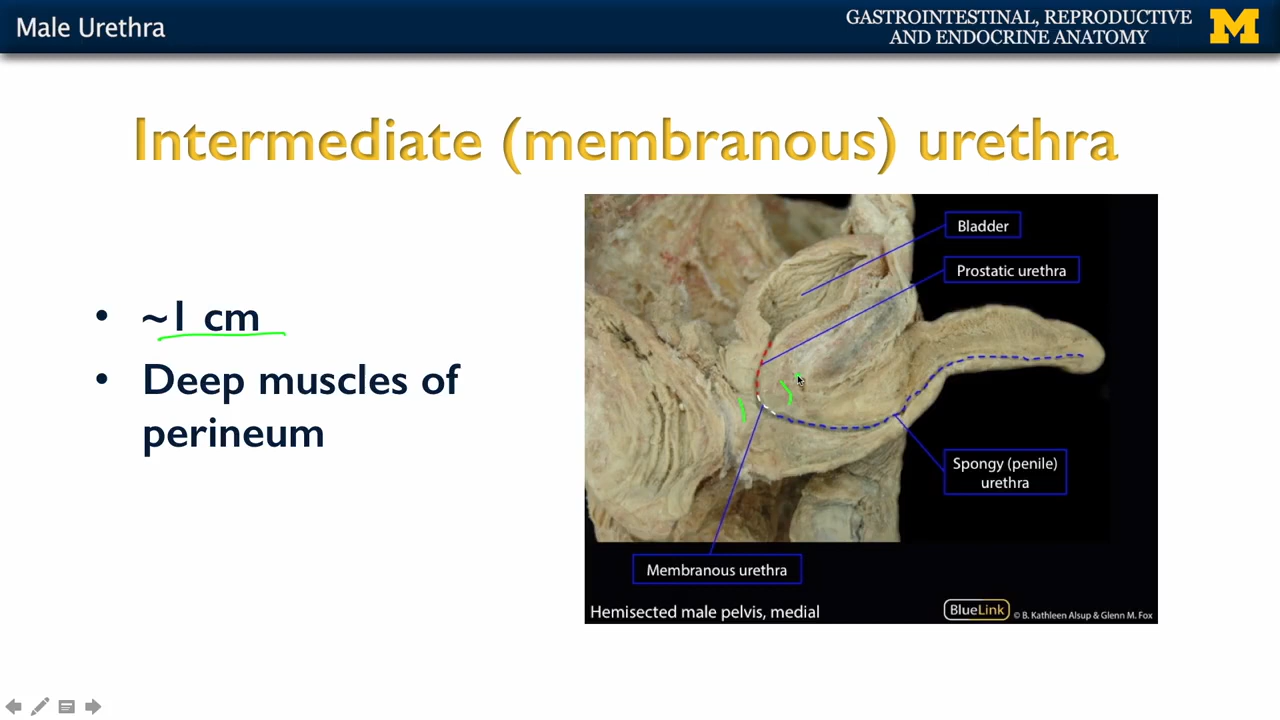 Male Urethra
GASTROINTESTINAL, REPRODUCTIVE
AND ENDOCRINE ANATOMY
M
Intermediate (membranous) urethra
• ~1 cm
• Deep muscles of
perineum
Bladder
Prostatic urethra
Spongy (penile)
urethra
Membranous urethra
Hemisected male pelvis, medial
BlueLink © B. Kathleen Alsup & Glenn M. Fox